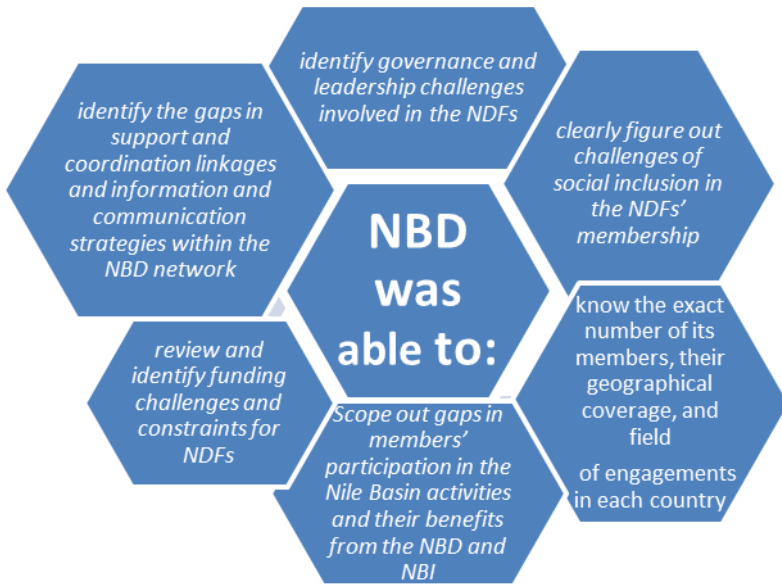 NBD
was
able to:
identify governance and
leadership challenges
involved in the NDFs
clearly figure out
challenges of
social inclusion in
the NDFs’
membership
know the exact
number of its
members, their
geographical
coverage, and
field
of engagements
in each country
Scope out gaps in
members’
participation in the
Nile Basin activities
and their benefits
from the NBD and
NBI
review and
identify funding
challenges and
constraints for
NDFs
identify the gaps in
support and
coordination linkages
and information and
communication
strategies within the
NBD network